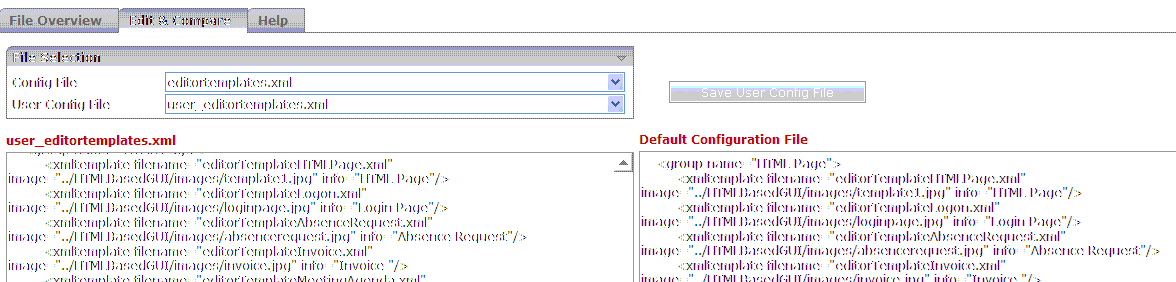 File Overview Edit & Compare Help
File Selection
Config File editortemplates.xml
User Config File user_editortemplates.xml
Save User Config File
user_editortemplates.xml
<xmltemplate filename="editorTemplateHTMLPage.xml"
image="../HTMLBasedGUI/images/template1.jpg" info="HTML Page"/>
<xmltemplate filename="editorTemplateLogon.xml"
image="../HTMLBasedGUI/images/loginpage.jpg" info="Login Page"/>
<xmltemplate filename="editorTemplateAbsenceRequest.xml"
image="../HTMLBasedGUI/images/absencerequest.jpg" info="Absence Request"/>
<xmltemplate filename="editorTemplateInvoice.xml"
image="../HTMLBasedGUI/images/invoice.jpg" info="Invoice "/>
<xmltemplate filename="editorTemplateMeetingAgenda.xml
Default Configuration File
<group name="HTML Page">
<xmltemplate filename="editorTemplateHTMLPage.xml"
image="../HTMLBasedGUI/images/template1.jpg" info="HTML Page"/>
<xmltemplate filename="editorTemplateLogon.xml"
image="../HTMLBasedGUI/images/loginpage.jpg" info="Login Page"/>
<xmltemplate filename="editorTemplateAbsenceRequest.xml"
image="../HTMLBasedGUI/images/absencerequest.jpg" info="Absence Request"/>
<xmltemplate filename="editorTemplateInvoice.xml"
image="../HTMLBasedGUI/images/invoice.jpg" info="Invoice "/>